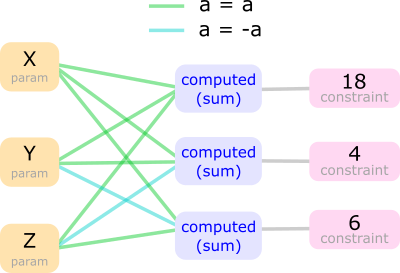 a = a
a = -a
X
param
Y
param
Z
param
computed
(sum)
computed
(sum)
computed
(sum)
18
constraint
4
constraint
6
constraint